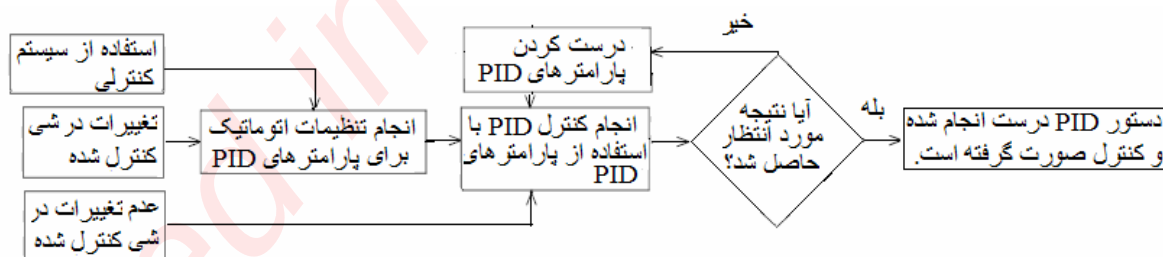 استفاده از سیستم
کنترلی
تغییرات در شی
کنترل شده
عدم تغییرات در
شی کنترل شده
انجام تنظیمات اتوماتیک
برای پارامترهای PID
درست کردن
پارامترهای PID
انجام کنترل PID با
استفاده از پارامترهای
PID
آیا نتیجه
مورد انتظار
حاصل شد؟
خیر
بله
دستور PID درست انجام شده
و کنترل صورت گرفته است.